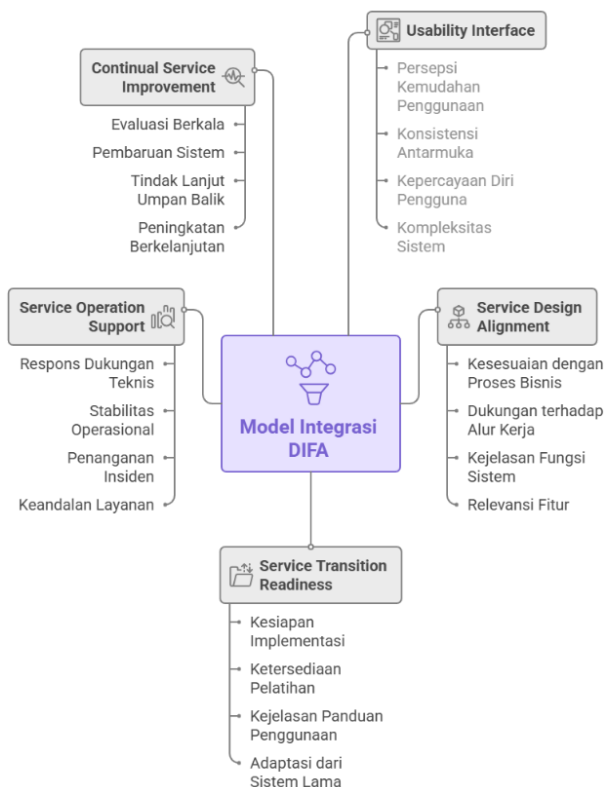 Usability Interface
Persepsi
Kemudahan
Penggunaan
Konsistensi
Antarmuka
Kepercayaan Diri
Pengguna
Kompleksitas
Sistem
Continual Service
Improvement
Evaluasi Berkala
Pembaruan Sistem
Tindak Lanjut
Umpan Balik
Peningkatan
Berkelanjutan
Service Operation
Support
Respons Dukungan
Teknis
Stabilitas
Operasional
Penanganan
Insiden
Keandalan Layanan
Model Integrasi
DIFA
Service Design
Alignment
Kesesuaian dengan
Proses Bisnis
Dukungan terhadap
Alur Kerja
Kejelasan Fungsi
Sistem
Relevansi Fitur
Service Transition
Readiness
Kesiapan
Implementasi
Ketersediaan
Pelatihan
Kejelasan Panduan
Penggunaan
Adaptasi dari
Sistem Lama